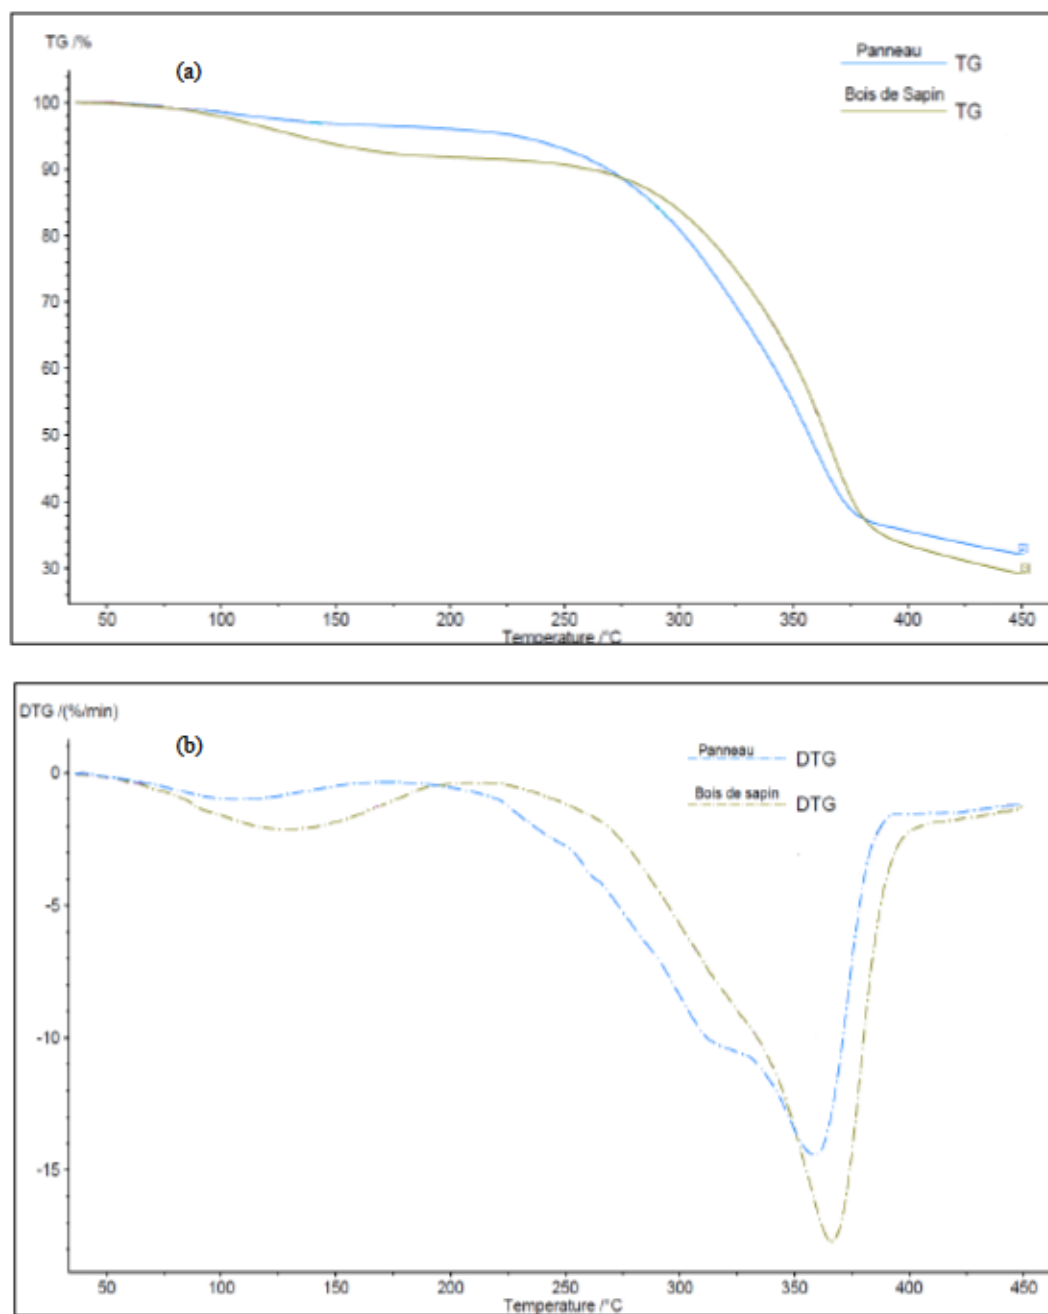 TG /%
(a)
Panneau TG
Bois de Sapin TG
100
90
80
70
60
50
40
30
50 100 150 200 250 300 350 400 450
Temperature /°C
DTG /(%/min)
(b)
Panneau DTG
Bois de sapin DTG
0
-5
-10
-15
50 100 150 200 250 300 350 400 450
Temperature /°C